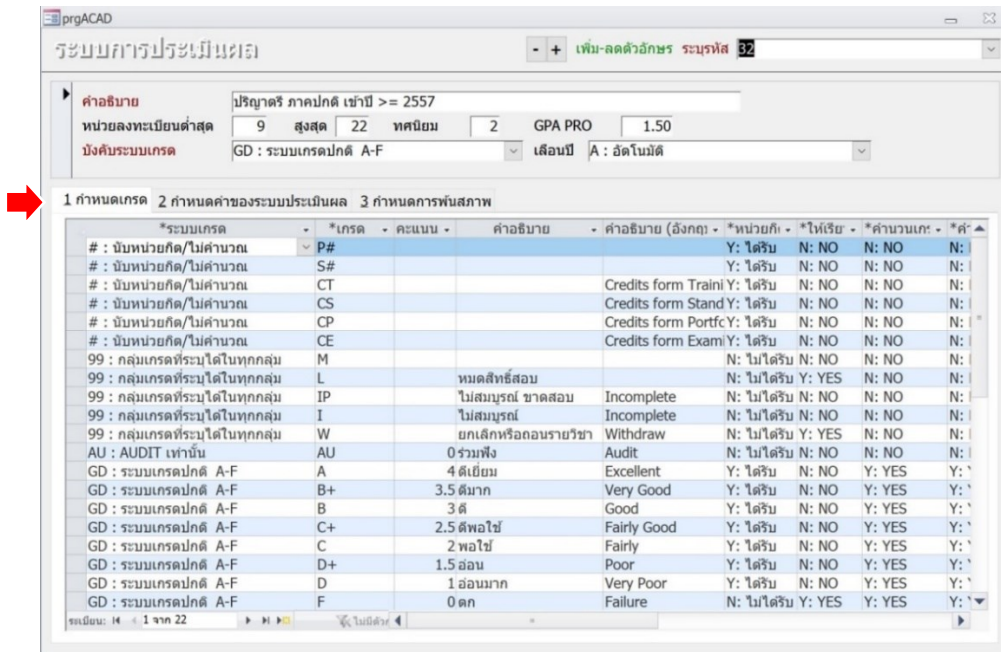 prgACAD
ระบบการประเมินผล - + เพิ่ม-ลดตัวอักษร ระบุรหัส 32
คำอธิบาย ปริญาตรี ภาคปกติ เข้าปี >= 2557
หน่วยลงทะเบียนต่ำสุด 9 สูงสุด 22 ทศนิยม 2 GPA PRO 1.50
บังคับระบบเกรด GD : ระบบเกรดปกติ A-F เลือนปี A : อัตโนมัติ
1 กำหนดเกรด 2 กำหนดค่าของระบบประเมินผล 3 กำหนดการพ้นสภาพ
*ระบบเกรด *เกรด คะแนน คำอธิบาย คำอธิบาย (อังกฤ *หน่วยกิ *ให้เรีย *คำนวนเก *คำ
# : นับหน่วยกิต/ไม่คำนวณ P# Y: ได้รับ N: NO N: NO N:
# : นับหน่วยกิต/ไม่คำนวณ S# Y: ได้รับ N: NO N: NO N:
# : นับหน่วยกิต/ไม่คำนวณ CT Credits form Traini Y: ได้รับ N: NO N: NO N:
# : นับหน่วยกิต/ไม่คำนวณ CS Credits form Stand Y: ได้รับ N: NO N: NO N:
# : นับหน่วยกิต/ไม่คำนวณ CP Credits form Portfo Y: ได้รับ N: NO N: NO N:
# : นับหน่วยกิต/ไม่คำนวณ CE Credits form Exam Y: ได้รับ N: NO N: NO N:
99 : กลุ่มเกรดที่ระบุได้ในทุกกลุ่ม M N: ไม่ได้รับ N: NO N: NO N:
99 : กลุ่มเกรดที่ระบุได้ในทุกกลุ่ม L หมดสิทธิ์สอบ N: ไม่ได้รับ Y: YES N: NO N:
99 : กลุ่มเกรดที่ระบุได้ในทุกกลุ่ม IP ไม่สมบูรณ์ ขาดสอบ Incomplete N: ไม่ได้รับ N: NO N: NO N:
99 : กลุ่มเกรดที่ระบุได้ในทุกกลุ่ม I ไม่สมบูรณ์ Incomplete N: ไม่ได้รับ N: NO N: NO N:
99 : กลุ่มเกรดที่ระบุได้ในทุกกลุ่ม W ยกเลิกหรือถอนรายวิชา Withdraw N: ไม่ได้รับ Y: YES N: NO N:
AU : AUDIT เท่านั้น AU 0 ร่วมฟัง Audit N: ไม่ได้รับ N: NO N: NO N:
GD : ระบบเกรดปกติ A-F A 4 ดีเยี่ยม Excellent Y: ได้รับ N: NO Y: YES Y:
GD : ระบบเกรดปกติ A-F B+ 3.5 ดีมาก Very Good Y: ได้รับ N: NO Y: YES Y:
GD : ระบบเกรดปกติ A-F B 3 ดี Good Y: ได้รับ N: NO Y: YES Y:
GD : ระบบเกรดปกติ A-F C+ 2.5 ดีพอใช้ Fairly Good Y: ได้รับ N: NO Y: YES Y:
GD : ระบบเกรดปกติ A-F C 2 พอใช้ Fairly Y: ได้รับ N: NO Y: YES Y:
GD : ระบบเกรดปกติ A-F D+ 1.5 อ่อน Poor Y: ได้รับ N: NO Y: YES Y:
GD : ระบบเกรดปกติ A-F D 1 อ่อนมาก Very Poor Y: ได้รับ N: NO Y: YES Y:
GD : ระบบเกรดปกติ A-F F 0 ตก Failure N: ไม่ได้รับ Y: YES Y: YES Y:
ระเบียน: 1 จาก 22 ไม่มีตัว